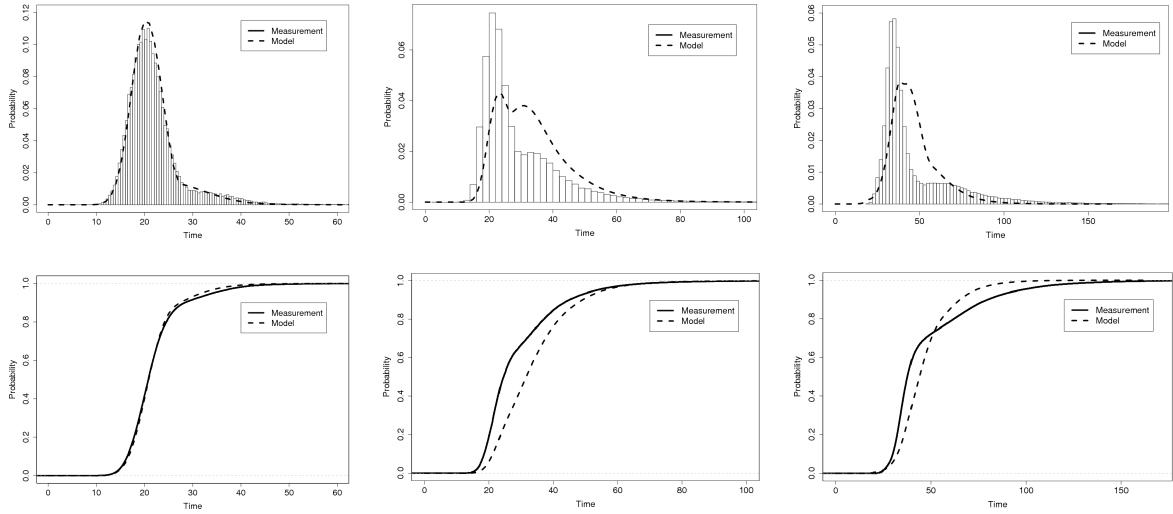 0.00 0.02 0.04 0.06 0.08 0.10 0.12
Probability
Measurement
Model
0 10 20 30 40 50 60
Time
0.00 0.02 0.04 0.06
Probability
Measurement
Model
0 20 40 60 80 100
Time
0.00 0.01 0.02 0.03 0.04 0.05 0.06
Probability
Measurement
Model
0 50 100 150
Time
0.0 0.2 0.4 0.6 0.8 1.0
Probability
Measurement
Model
0 10 20 30 40 50 60
Time
0.0 0.2 0.4 0.6 0.8 1.0
Probability
Measurement
Model
0 20 40 60 80 100
Time
0.0 0.2 0.4 0.6 0.8 1.0
Probability
Measurement
Model
0 50 100 150
Time